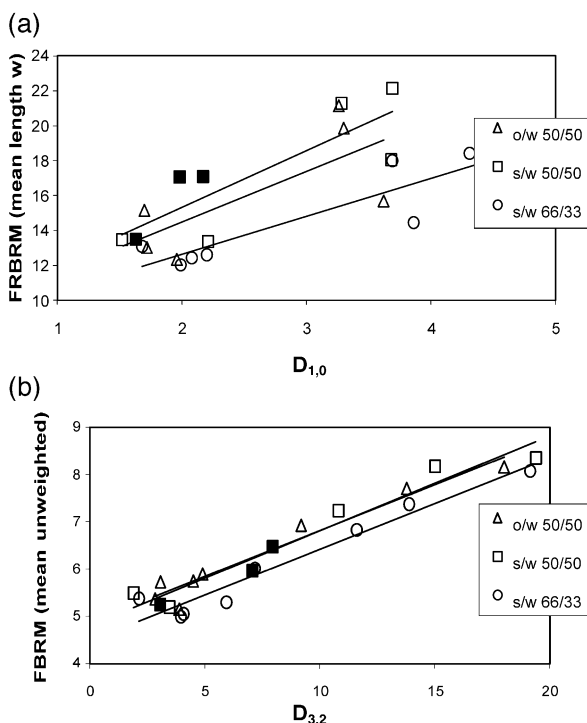 (a)
FRBRM (mean length w)
24
22
20
18
16
14
12
10
1 2 3 4 5
D1,0
o/w 50/50
s/w 50/50
s/w 66/33
(b)
FBRM (mean unweighted)
9
8
7
6
5
4
0 5 10 15 20
D3,2
o/w 50/50
s/w 50/50
s/w 66/33